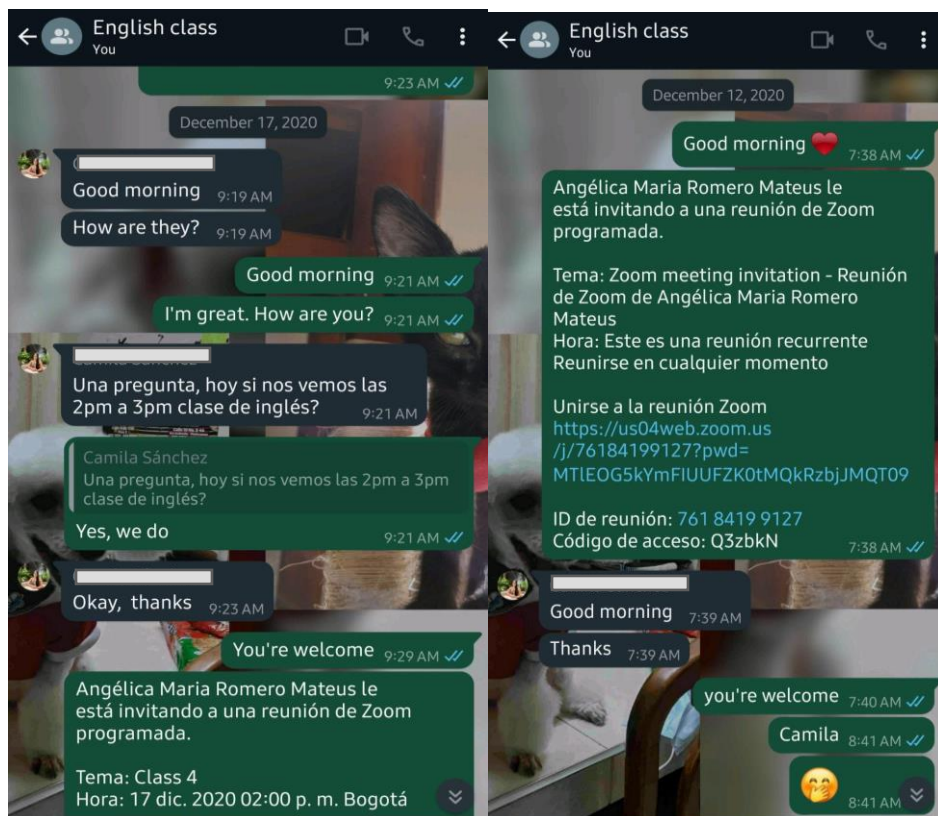 English class
You
9:23 AM
December 17, 2020
Good morning 9:19 AM
How are they? 9:19 AM
Good morning 9:21 AM
I'm great. How are you? 9:21 AM
Una pregunta, hoy si nos vemos las
2pm a 3pm clase de inglés? 9:21 AM
Camila Sánchez
Una pregunta, hoy si nos vemos las 2pm a 3pm
clase de inglés?
Yes, we do 9:21 AM
Okay, thanks 9:23 AM
You're welcome 9:29 AM
Angélica Maria Romero Mateus le
está invitando a una reunión de Zoom
programada.
Tema: Class 4
Hora: 17 dic. 2020 02:00 p. m. Bogotá
English class
You
December 12, 2020
Good morning ❤️ 7:38 AM
Angélica Maria Romero Mateus le
está invitando a una reunión de Zoom
programada.
Tema: Zoom meeting invitation - Reunión
de Zoom de Angélica Maria Romero
Mateus
Hora: Este es una reunión recurrente
Reunirse en cualquier momento
Unirse a la reunión Zoom
https://us04web.zoom.us
/j/76184199127?pwd=
MTlEOG5kYmFIUUFZK0tMQkRzbjJMQT09
ID de reunión: 761 8419 9127
Código de acceso: Q3zbkN 7:38 AM
Good morning 7:39 AM
Thanks 7:39 AM
you're welcome 7:40 AM
Camila 8:41 AM
🤭 8:41 AM